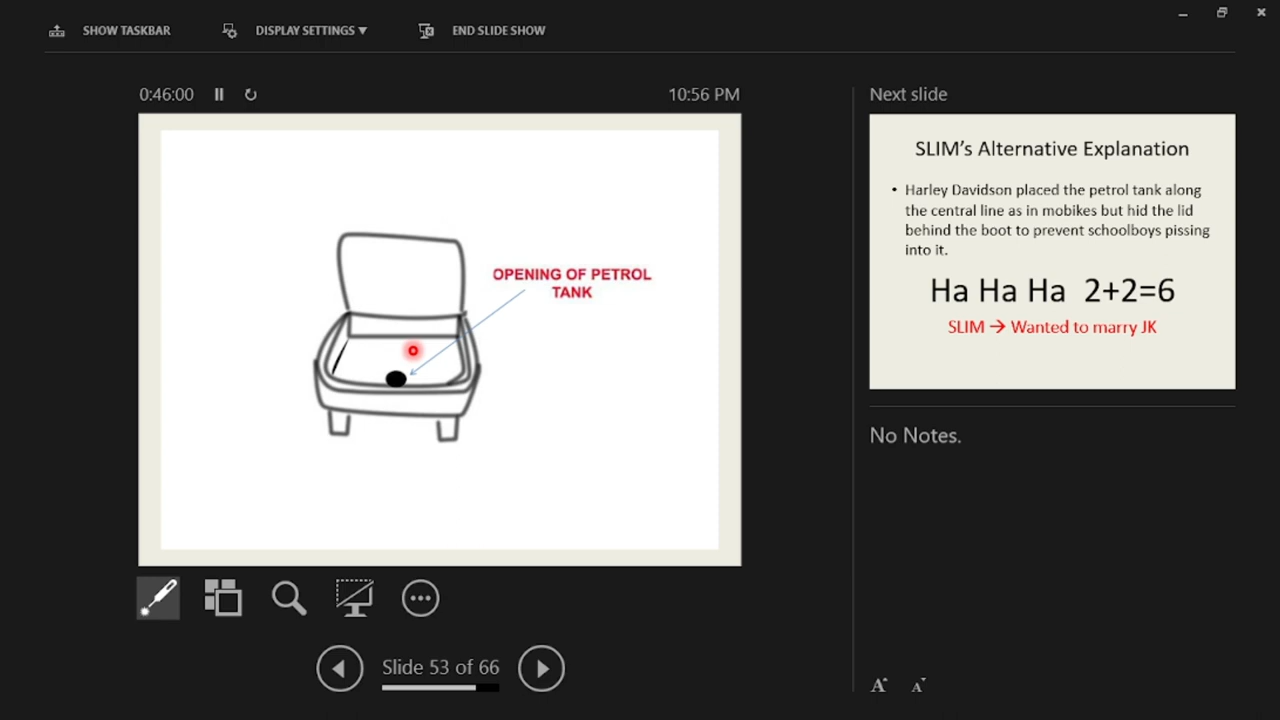 SHOW TASKBAR
DISPLAY SETTINGS ▼
END SLIDE SHOW
0:46:00
10:56 PM
OPENING OF PETROL
TANK
Slide 53 of 66
Next slide
SLIM's Alternative Explanation
• Harley Davidson placed the petrol tank along
the central line as in mobikes but hid the lid
behind the boot to prevent schoolboys pissing
into it.
Ha Ha Ha 2+2=6
SLIM → Wanted to marry JK
No Notes.
A A